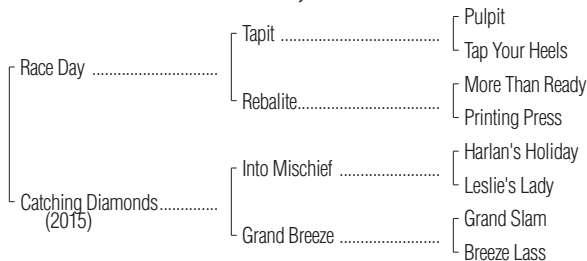 Race Day ..............................
Catching Diamonds..............
(2015)
Tapit ................................
Rebalite...........................
Into Mischief ....................
Grand Breeze ....................
Pulpit
Tap Your Heels
More Than Ready
Printing Press
Harlan's Holiday
Leslie's Lady
Grand Slam
Breeze Lass